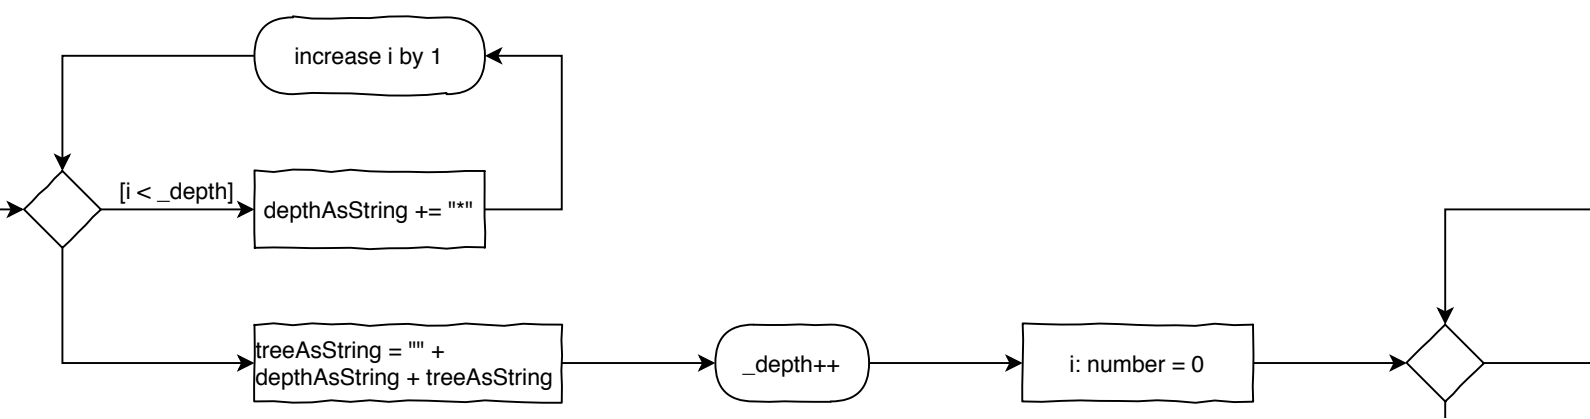 increase i by 1
[i < _depth]
depthAsString += "*"
treeAsString = "" +
depthAsString + treeAsString
_depth++
i: number = 0